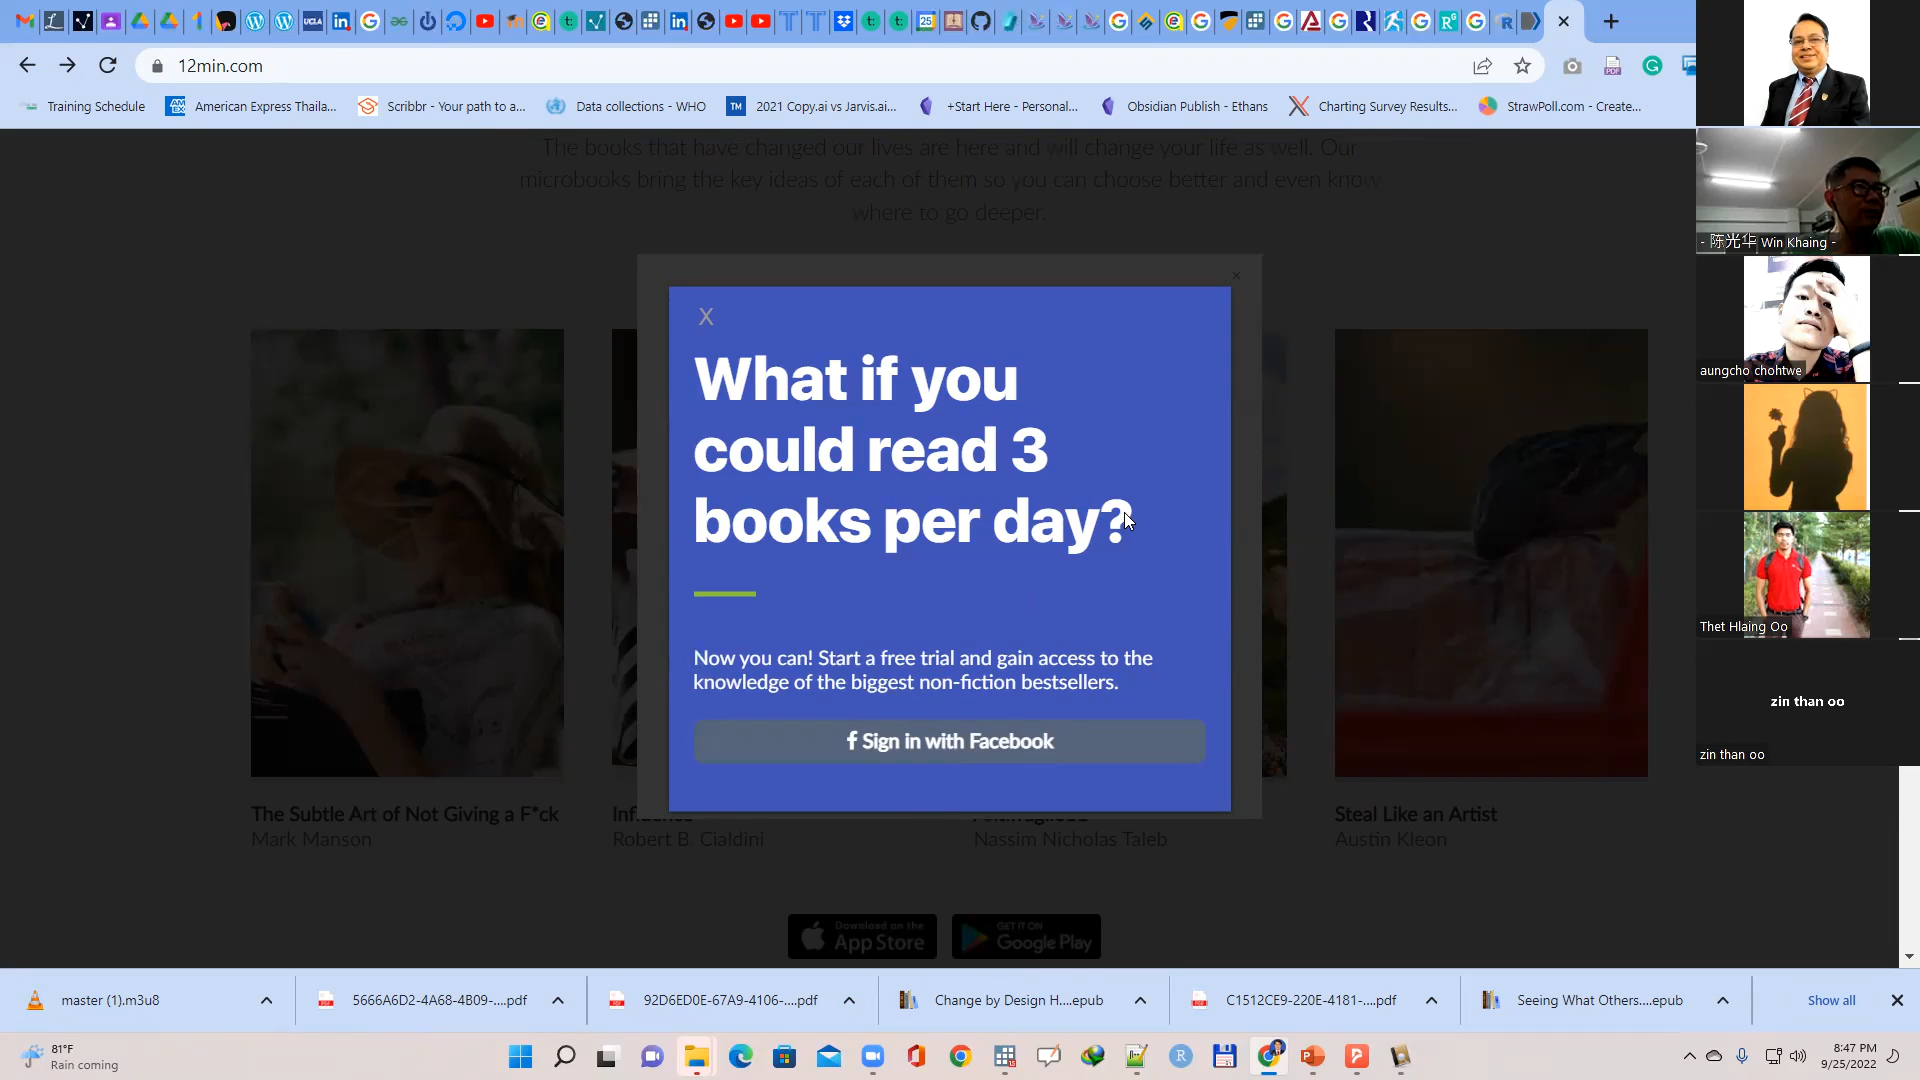 12min.com
Training Schedule
American Express Thaila...
Scribbr - Your path to a...
Data collections - WHO
2021 Copy.ai vs Jarvis.ai...
+Start Here - Personal...
Obsidian Publish - Ethans
Charting Survey Results...
StrawPoll.com - Create...
The books that have changed our lives are here and will change your life as well. Our
microbooks bring the key ideas of each of them so you can choose better and even know
where to go deeper.
X
What if you
could read 3
books per day?
Now you can! Start a free trial and gain access to the
knowledge of the biggest non-fiction bestsellers.
f Sign in with Facebook
The Subtle Art of Not Giving a F*ck
Mark Manson
Robert B. Cialdini
Nassim Nicholas Taleb
Steal Like an Artist
Austin Kleon
Download on the
App Store
GET IT ON
Google Play
- 陈光华 Win Khaing -
aungcho chohtwe
Thet Hlaing Oo
zin than oo
zin than oo
master (1).m3u8
5666A6D2-4A68-4B09-....pdf
92D6ED0E-67A9-4106-....pdf
Change by Design H....epub
C1512CE9-220E-4181-....pdf
Seeing What Others....epub
Show all
81°F
Rain coming
8:47 PM
9/25/2022